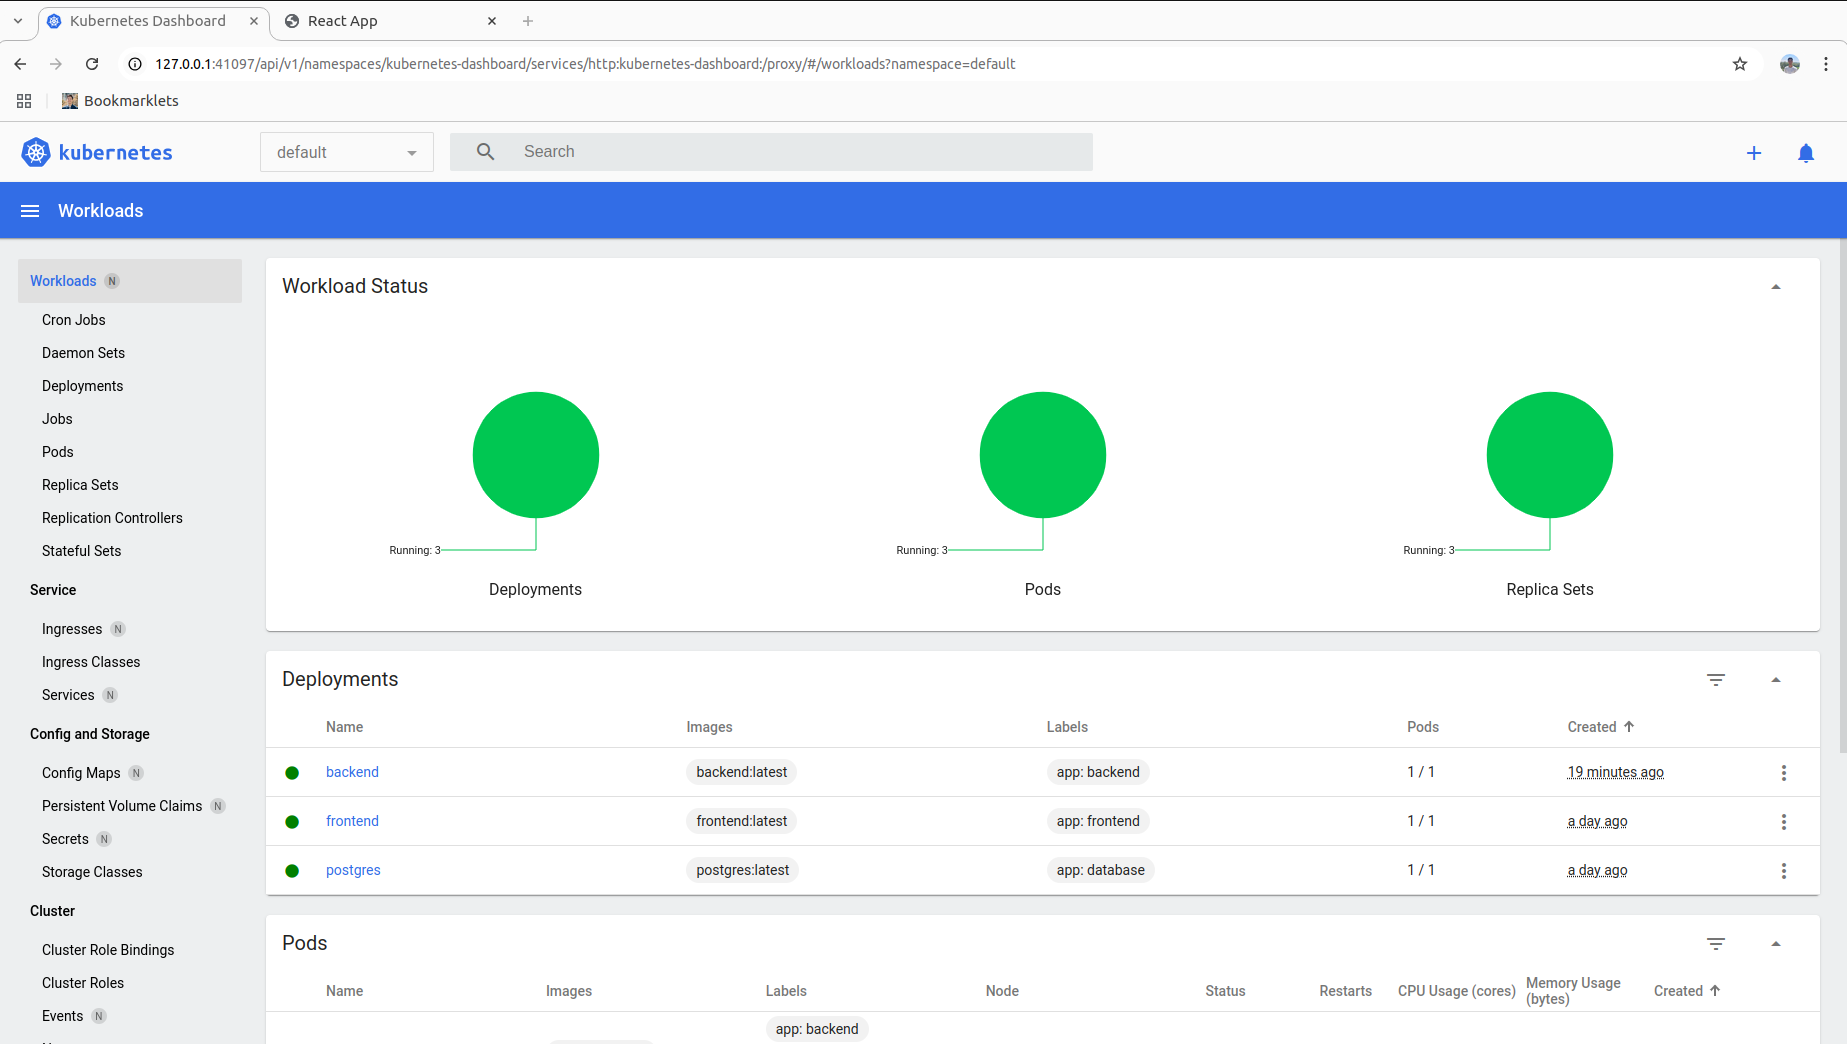 Kubernetes Dashboard
React App
127.0.0.1:41097/api/v1/namespaces/kubernetes-dashboard/services/http:kubernetes-dashboard:/proxy/#/workloads?namespace=default
Bookmarklets
kubernetes
default
Search
Workloads
Workloads N
Cron Jobs
Daemon Sets
Deployments
Jobs
Pods
Replica Sets
Replication Controllers
Stateful Sets
Service
Ingresses N
Ingress Classes
Services N
Config and Storage
Config Maps N
Persistent Volume Claims N
Secrets N
Storage Classes
Cluster
Cluster Role Bindings
Cluster Roles
Events N
Workload Status
Running: 3
Running: 3
Running: 3
Deployments
Pods
Replica Sets
Deployments
Name Images Labels Pods Created
backend backend:latest app: backend 1 / 1 19 minutes ago
frontend frontend:latest app: frontend 1 / 1 a day ago
postgres postgres:latest app: database 1 / 1 a day ago
Pods
Name Images Labels Node Status Restarts CPU Usage (cores) Memory Usage (bytes) Created
app: backend